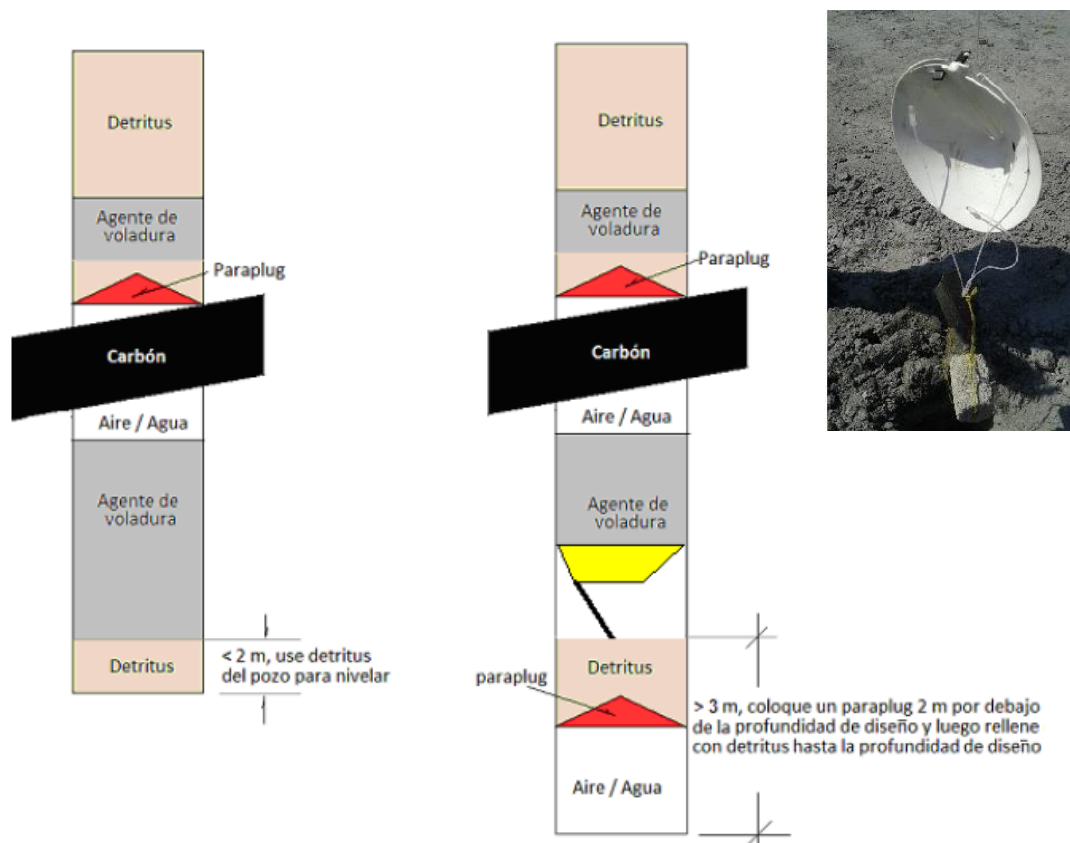 Detritus
Agente de
voladura
Paraplug
Carbón
Aire / Agua
Agente de
voladura
Detritus
< 2 m, use detritus
del pozo para nivelar
Detritus
Agente de
voladura
Paraplug
Carbón
Aire / Agua
Agente de
voladura
Detritus
paraplug
> 3 m, coloque un paraplug 2 m por debajo
de la profundidad de diseño y luego rellene
con detritus hasta la profundidad de diseño
Aire / Agua